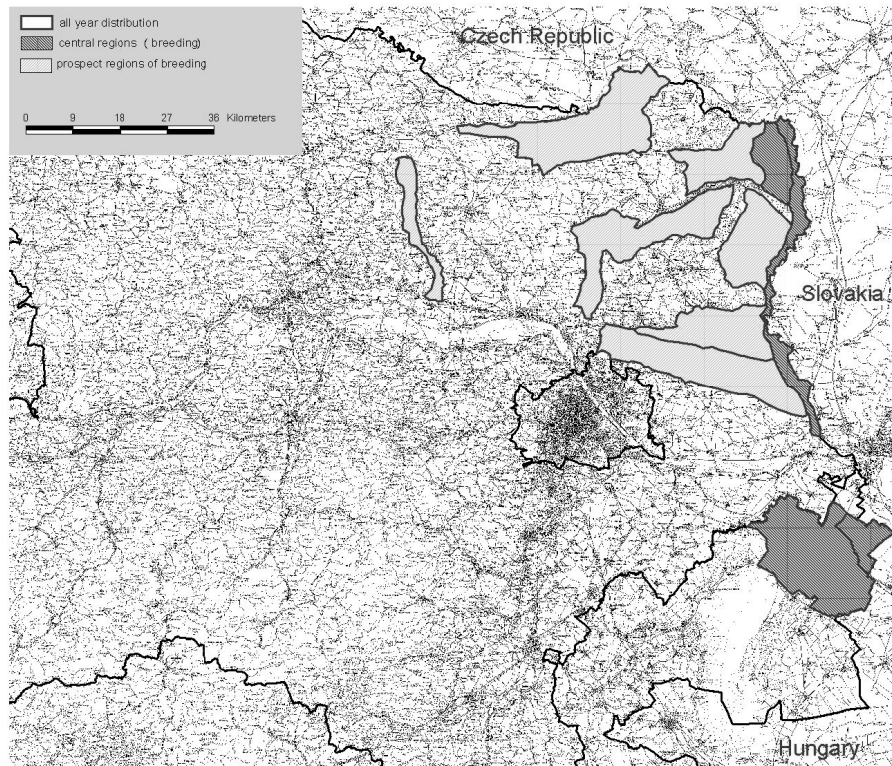 all year distribution
central regions ( breeding)
prospect regions of breeding
0 9 18 27 36 Kilometers
Czech Republic
Slovakia
Hungary